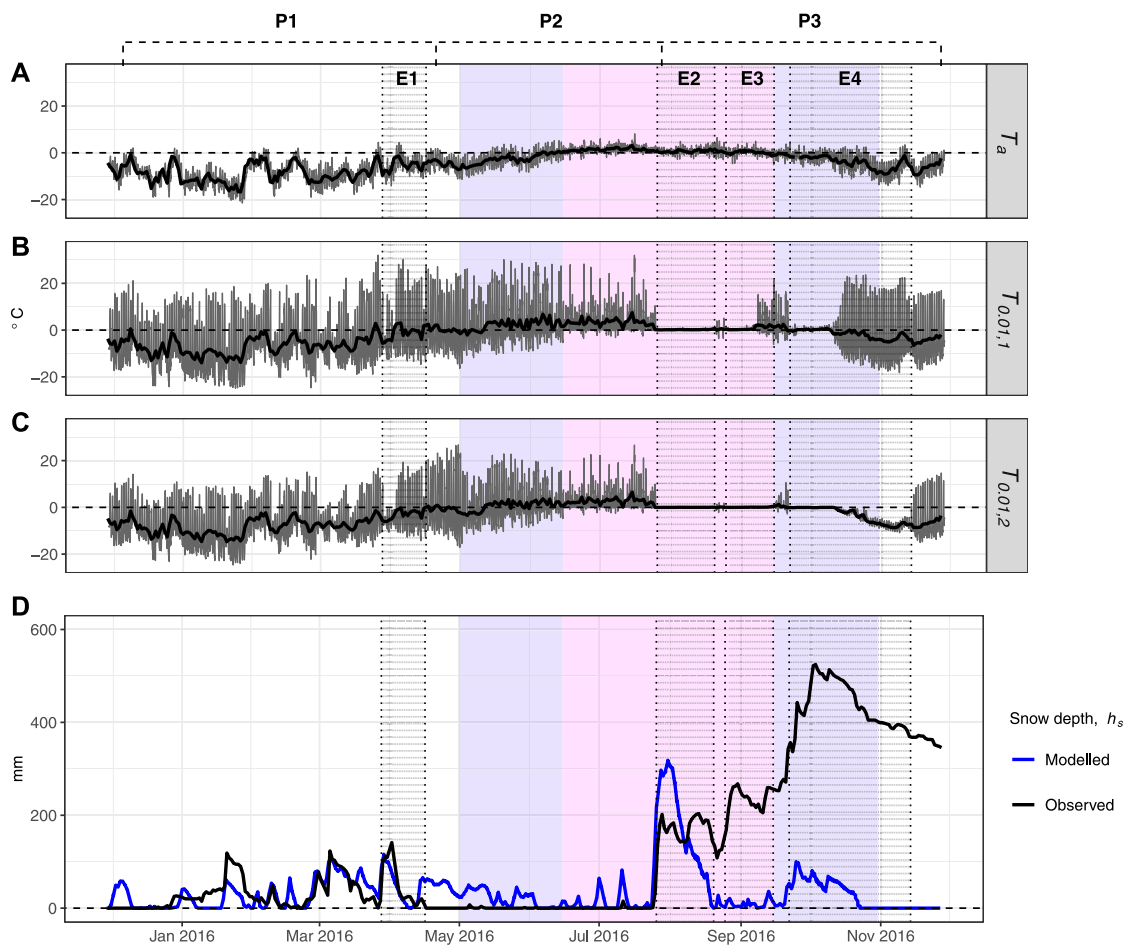 P1 P2 P3
A
E1 E2 E3 E4
20
0
−20
Ta
B
20
0
−20
° C
T0.01,1
C
20
0
−20
T0.01,2
D
600
400
200
0
mm
Jan 2016 Mar 2016 May 2016 Jul 2016 Sep 2016 Nov 2016
Snow depth, hs
Modelled
Observed